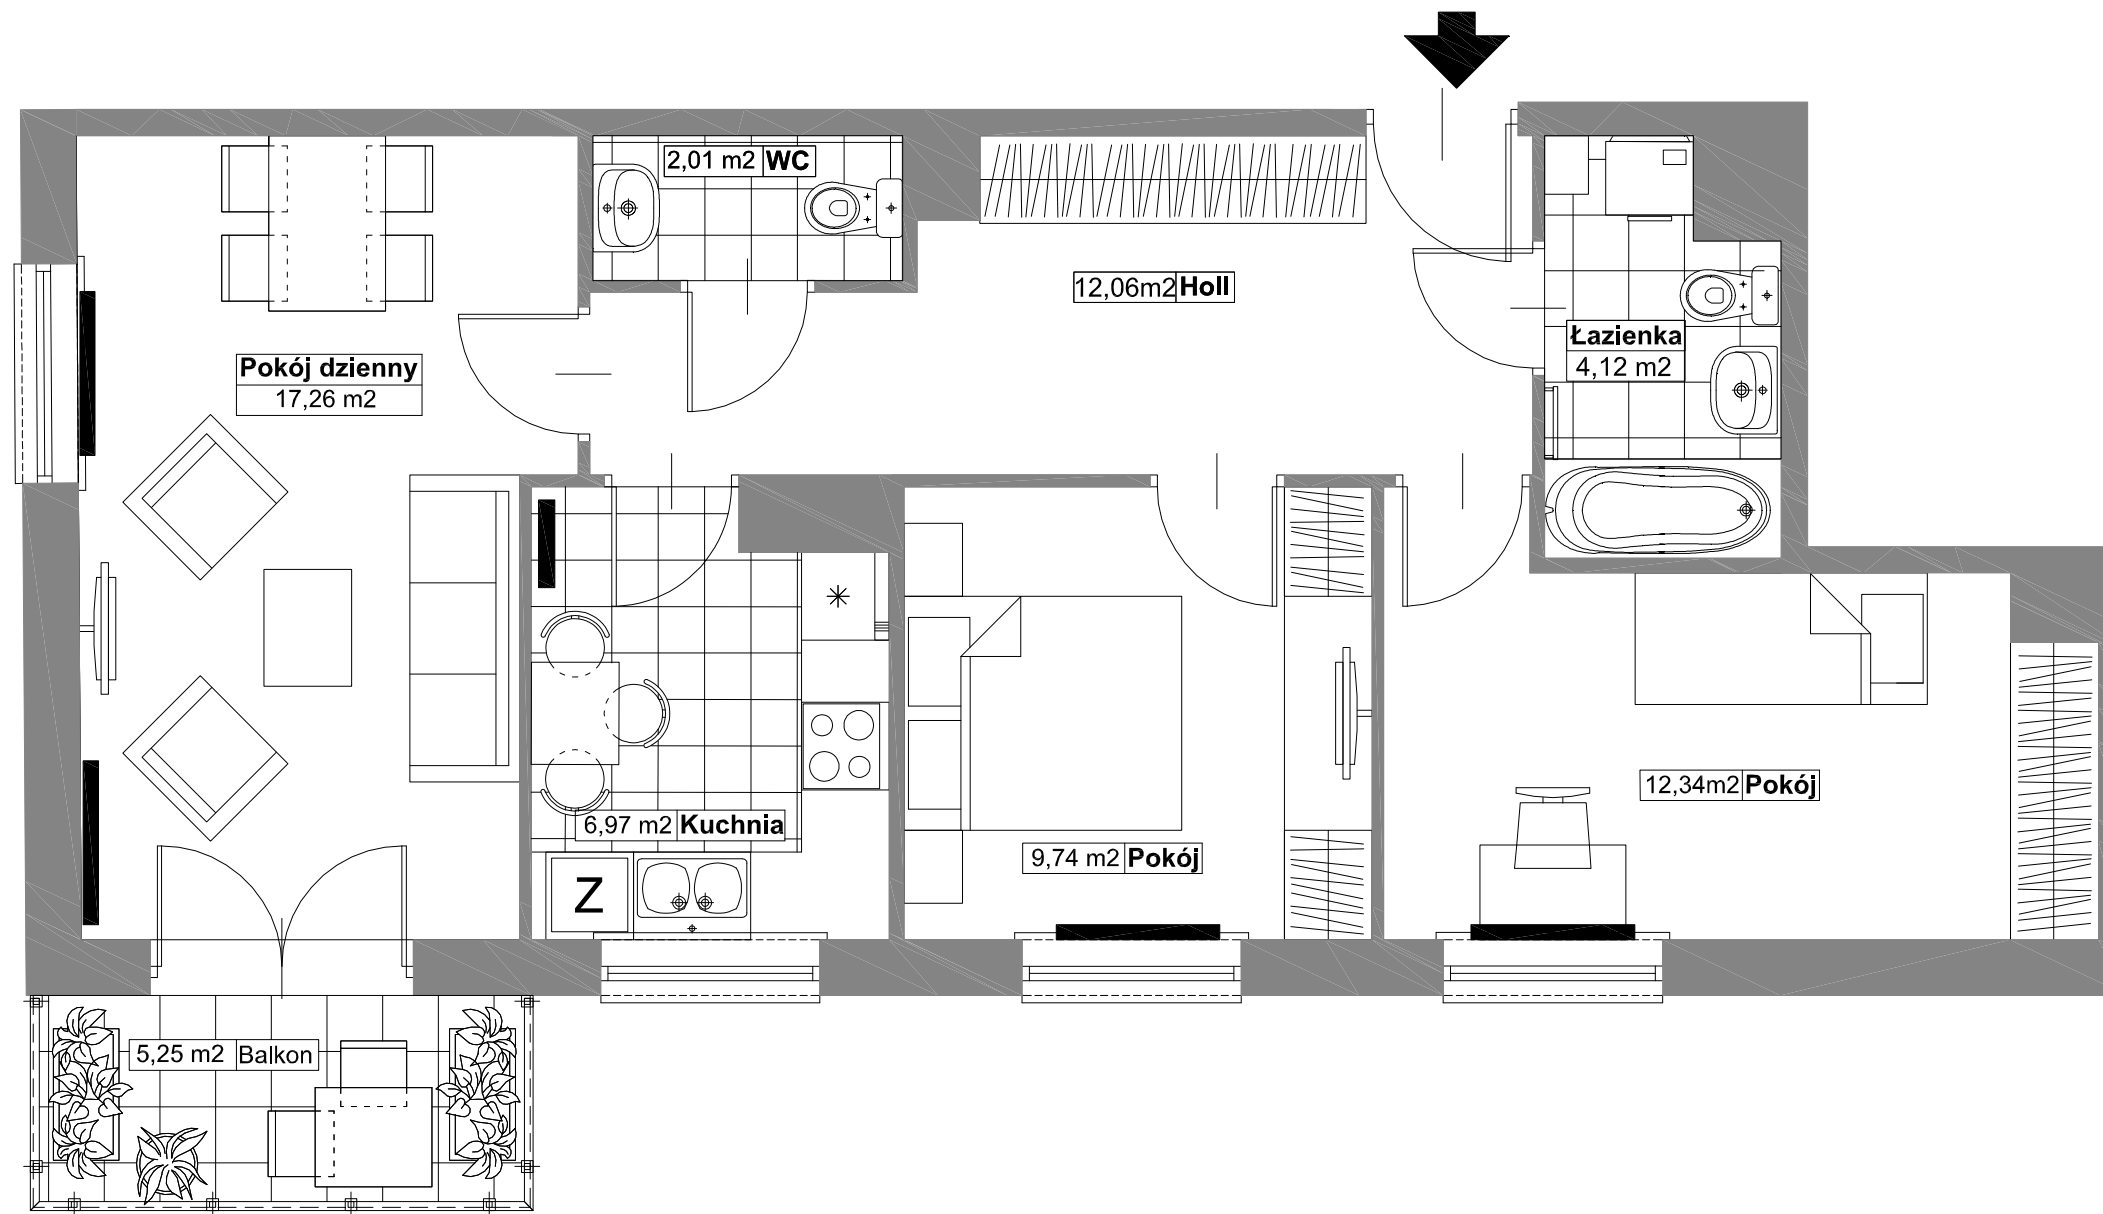 2,01 m2 WC
12,06m2 Holl
Łazienka
4,12 m2
Pokój dzienny
17,26 m2
12,34m2 Pokój
6,97 m2 Kuchnia
9,74 m2 Pokój
Z
5,25 m2 Balkon